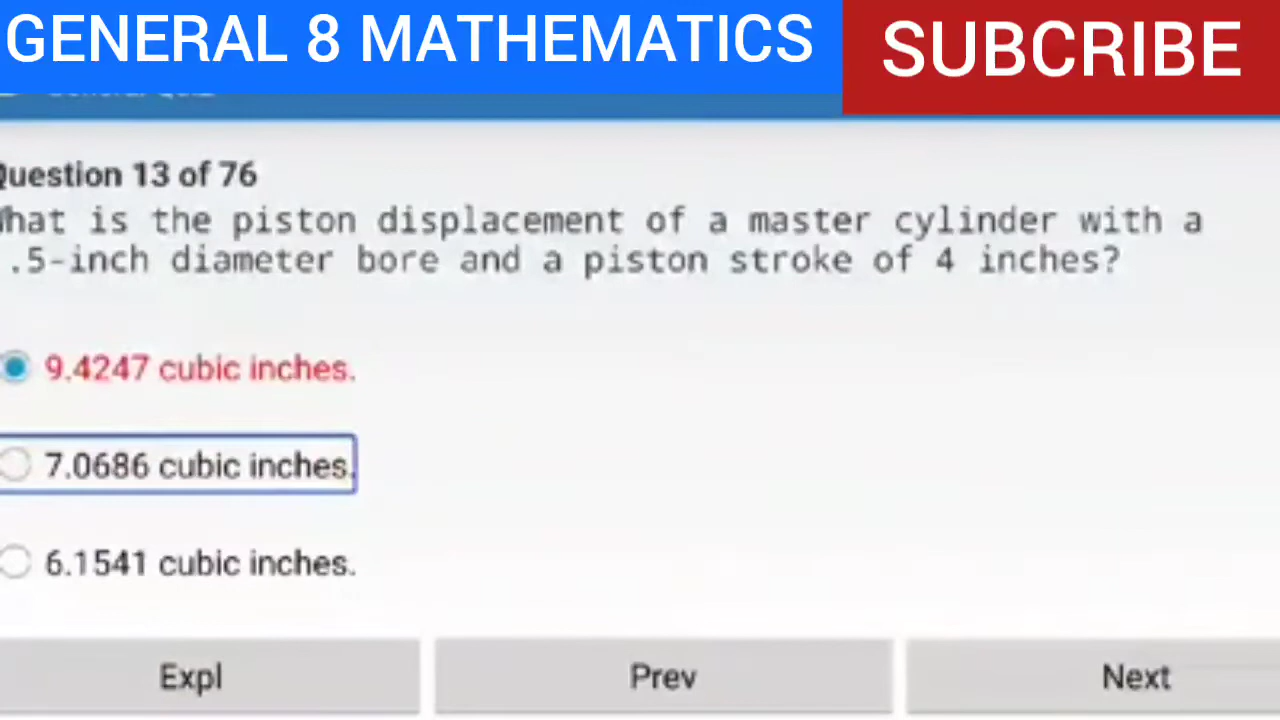 GENERAL 8 MATHEMATICS
SUBCRIBE
Question 13 of 76
What is the piston displacement of a master cylinder with a
.5-inch diameter bore and a piston stroke of 4 inches?
9.4247 cubic inches.
7.0686 cubic inches.
6.1541 cubic inches.
Expl
Prev
Next